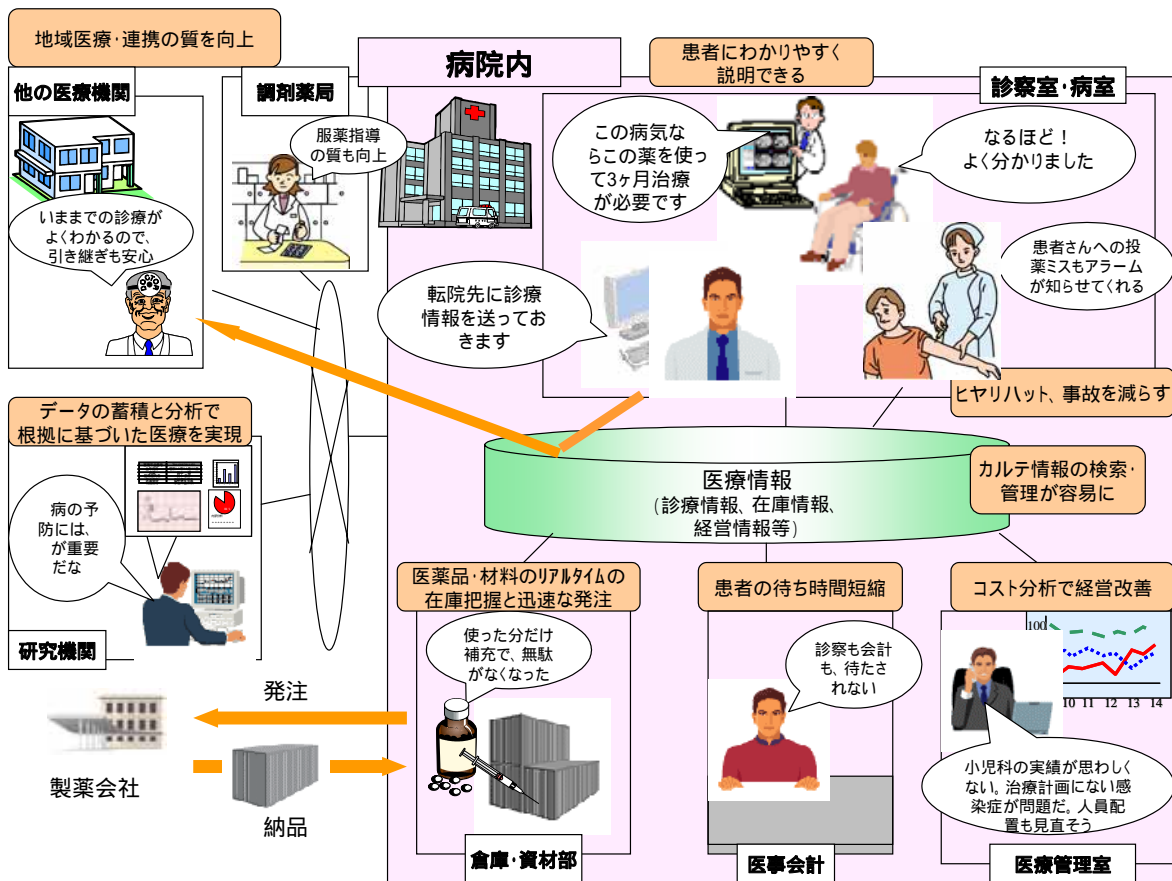 地域医療・連携の質を向上
他の医療機関
いままでの診療が
よくわかるので、
引き継ぎも安心
調剤薬局
服薬指導
の質も向上
病院内
患者にわかりやすく
説明できる
診察室・病室
この病気な
らこの薬を使っ
て3ヶ月治療
が必要です
なるほど！
よく分かりました
患者さんへの投
薬ミスもアラーム
が知らせてくれる
転院先に診療
情報を送ってお
きます
ヒヤリハット、事故を減らす
データの蓄積と分析で
根拠に基づいた医療を実現
病の予
防には、
が重要
だな
研究機関
医療情報
(診療情報、在庫情報、
経営情報等)
カルテ情報の検索・
管理が容易に
医薬品・材料のリアルタイムの
在庫把握と迅速な発注
使った分だけ
補充で、無駄
がなくなった
倉庫・資材部
発注
製薬会社
納品
患者の待ち時間短縮
診察も会計
も、待たさ
れない
医事会計
コスト分析で経営改善
100
10 11 12 13 14
小児科の実績が思わしく
ない。治療計画にない感
染症が問題だ。人員配
置も見直そう
医療管理室